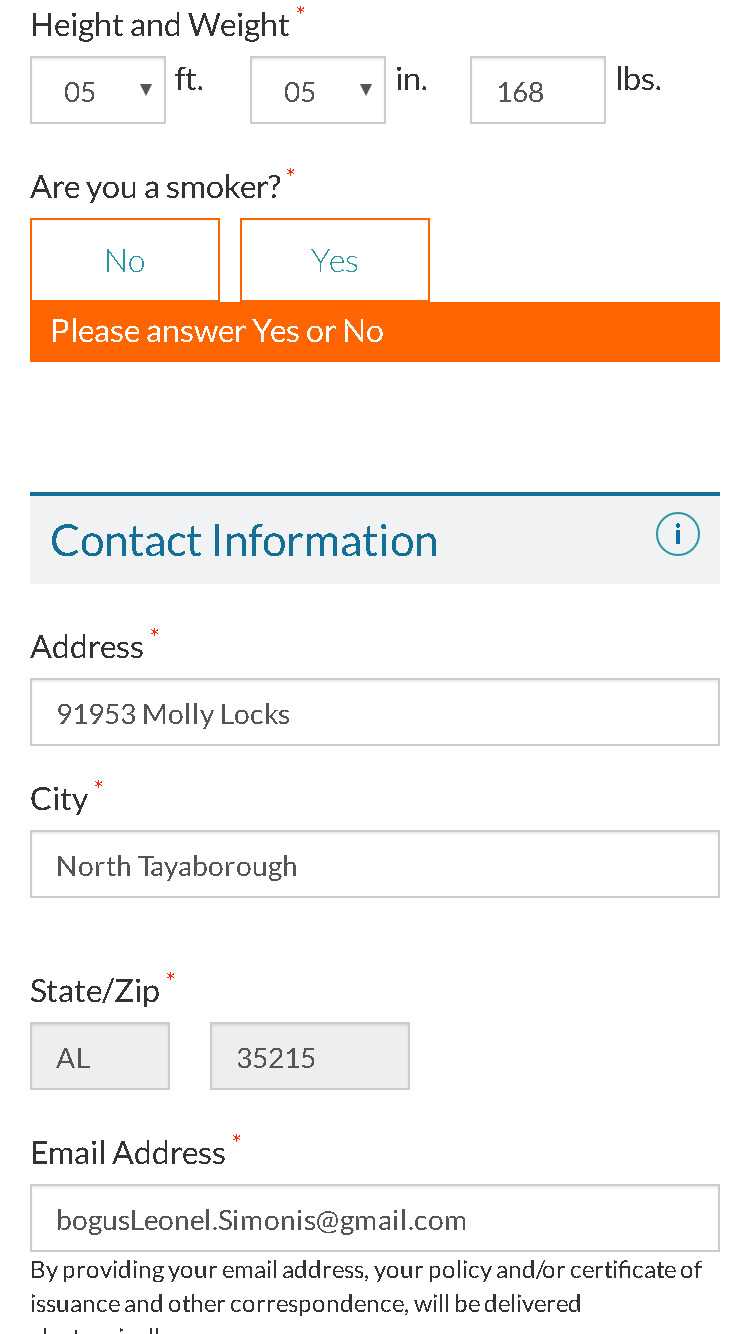 Height and Weight *
05 ▼ ft. 05 ▼ in. 168 lbs.
Are you a smoker? *
No Yes
Please answer Yes or No
Contact Information i
Address *
91953 Molly Locks
City *
North Tayaborough
State/Zip *
AL 35215
Email Address *
bogusLeonel.Simonis@gmail.com
By providing your email address, your policy and/or certificate of
issuance and other correspondence, will be delivered